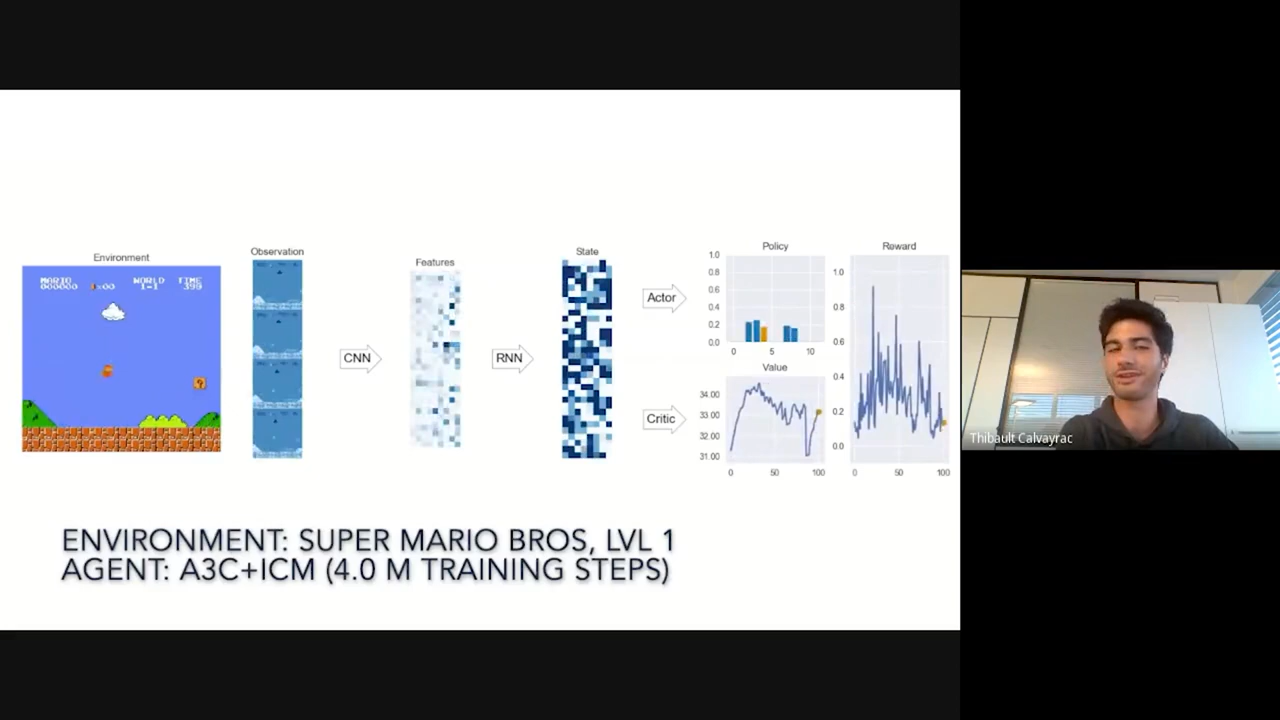 Environment
MARIO
WORLD
TIME
000000
00
1-1
399
?
Observation
CNN
Features
RNN
State
Actor
Critic
Policy
1.0
0.8
0.6
0.4
0.2
0.0
0
5
10
Value
34.00
33.00
32.00
31.00
0
50
100
Reward
1.0
0.8
0.6
0.4
0.2
0.0
0
50
100
ENVIRONMENT: SUPER MARIO BROS, LVL 1
AGENT: A3C+ICM (4.0 M TRAINING STEPS)
Thibault Calvayrac